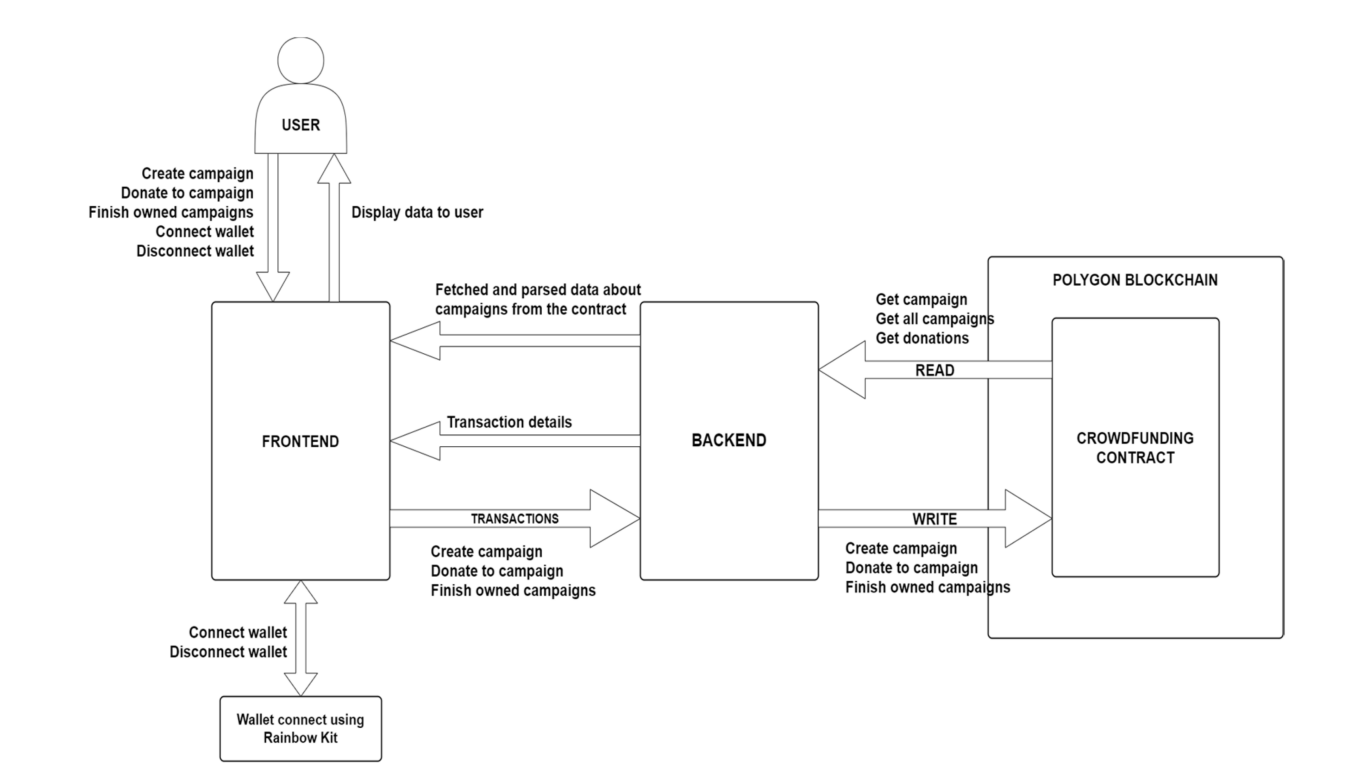 USER
Create campaign
Donate to campaign
Finish owned campaigns
Connect wallet
Disconnect wallet
Display data to user
Fetched and parsed data about
campaigns from the contract
Transaction details
FRONTEND
TRANSACTIONS
Create campaign
Donate to campaign
Finish owned campaigns
BACKEND
Get campaign
Get all campaigns
Get donations
READ
WRITE
Create campaign
Donate to campaign
Finish owned campaigns
POLYGON BLOCKCHAIN
CROWDFUNDING
CONTRACT
Connect wallet
Disconnect wallet
Wallet connect using
Rainbow Kit